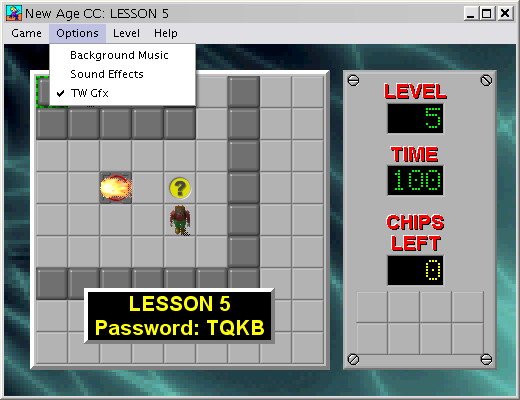 New Age CC: LESSON 5
Game Options Level Help
Background Music
Sound Effects
TW Gfx
?
LEVEL
5
TIME
100
CHIPS
LEFT
0
LESSON 5
Password: TQKB